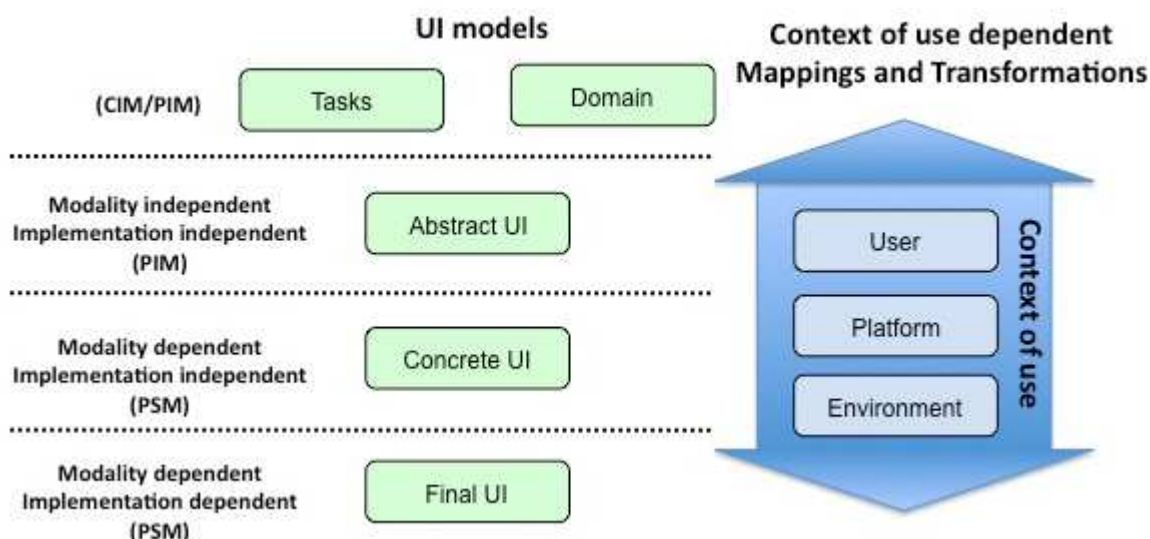 UI models
Context of use dependent
Mappings and Transformations
(CIM/PIM)
Tasks
Domain
Modality independent
Implementation independent
(PIM)
Abstract UI
Modality dependent
Implementation independent
(PSM)
Concrete UI
Modality dependent
Implementation dependent
(PSM)
Final UI
User
Platform
Environment
Context of use